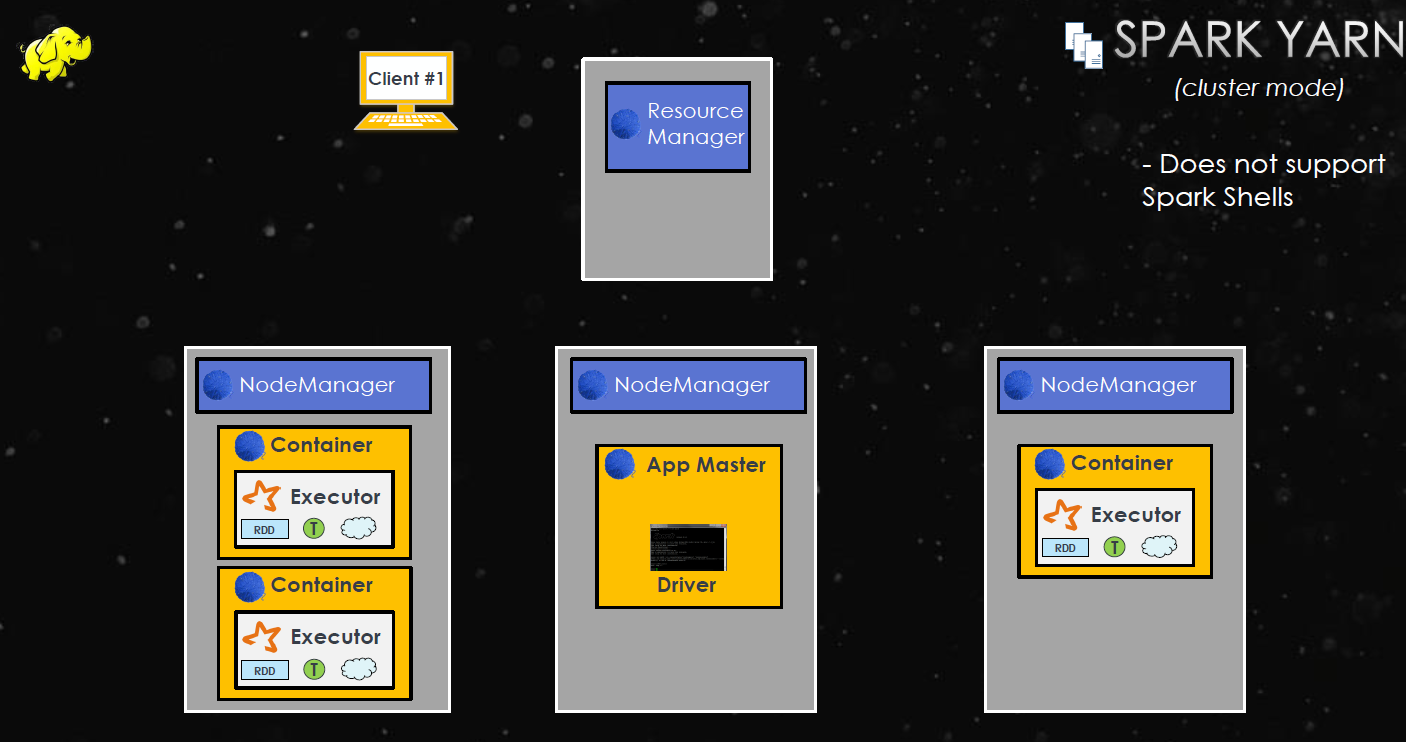 SPARK YARN
(cluster mode)
- Does not support
Spark Shells
Client #1
Resource
Manager
NodeManager
Container
Executor
RDD
T
Container
Executor
RDD
T
NodeManager
App Master
Driver
NodeManager
Container
Executor
RDD
T